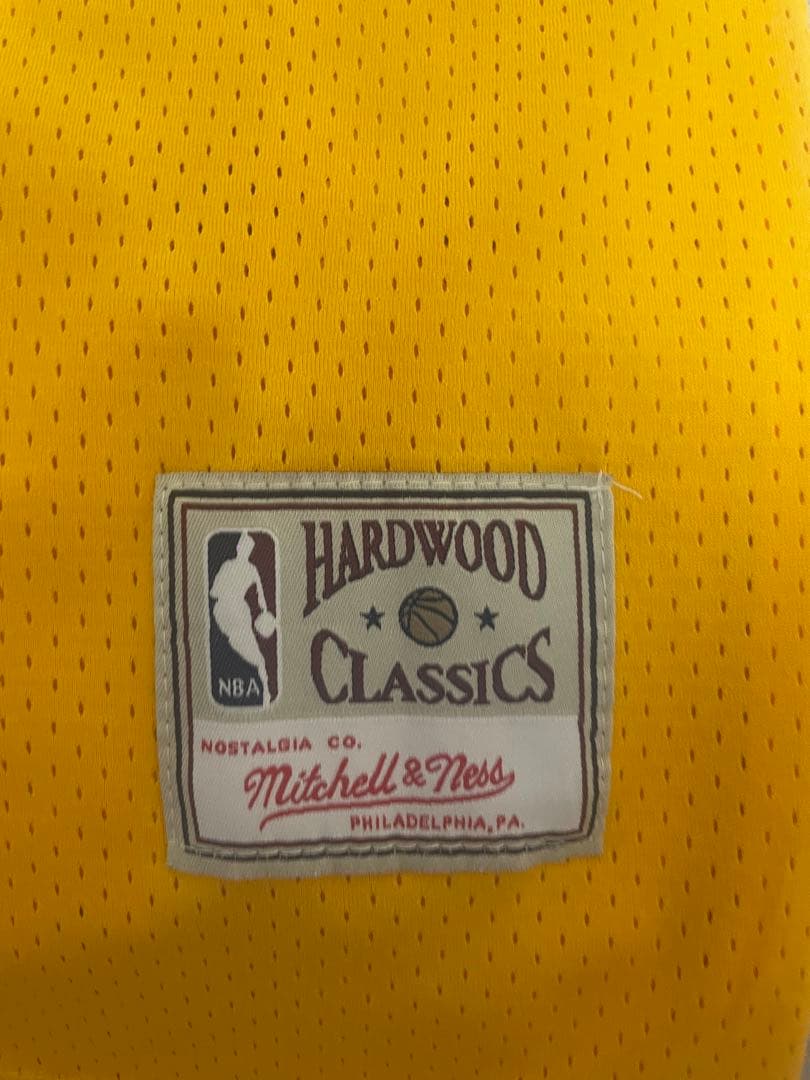 HARDWOOD
CLASSICS
NBA
NOSTALGIA CO.
Mitchell & Ness
PHILADELPHIA, PA.